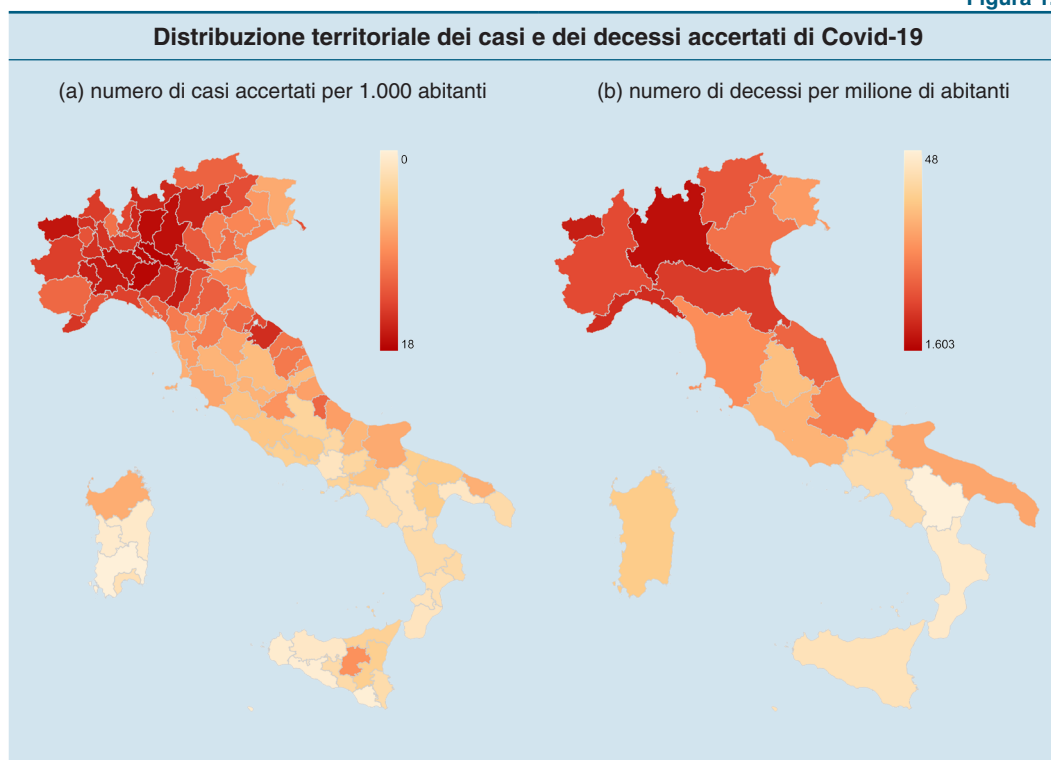 Figura 1.
Distribuzione territoriale dei casi e dei decessi accertati di Covid-19
(a) numero di casi accertati per 1.000 abitanti
(b) numero di decessi per milione di abitanti
0
18
48
1.603